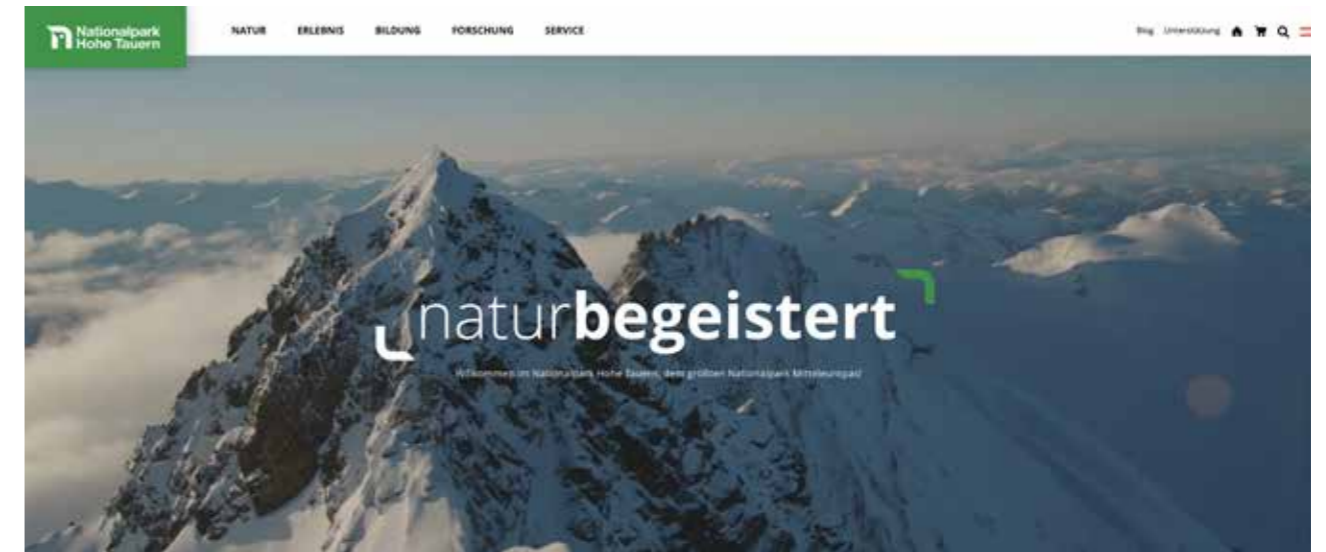 Nationalpark
Hohe Tauern
NATUR ERLEBNIS BILDUNG FORSCHUNG SERVICE
Blog Unterstützung
naturbegeistert
Willkommen im Nationalpark Hohe Tauern, dem größten Nationalpark Mitteleuropas!